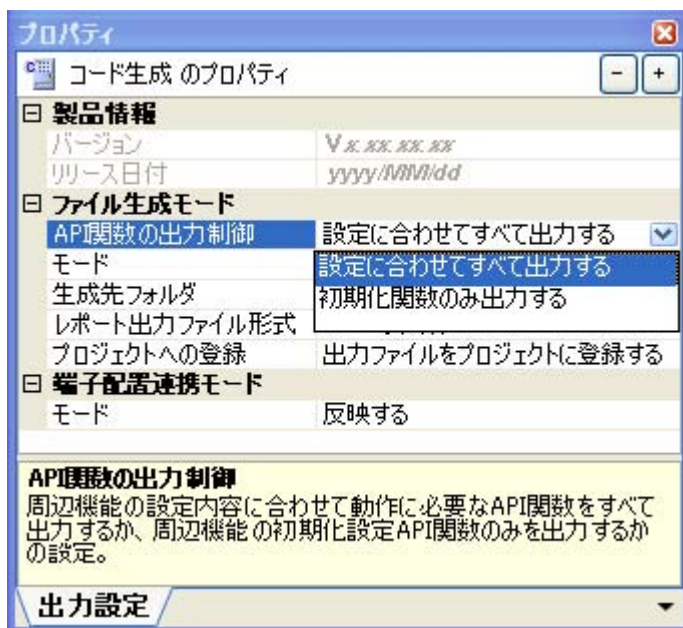 プロパティ
コード生成 のプロパティ
製品情報
バージョン Vx.xx.xx.xx
リリース日付 yyyy/MM/dd
ファイル生成モード
API関数の出力制御 設定に合わせてすべて出力する
モード 設定に合わせてすべて出力する
生成先フォルダ 初期化関数のみ出力する
レポート出力ファイル形式
プロジェクトへの登録 出力ファイルをプロジェクトに登録する
端子配置連携モード
モード 反映する
API関数の出力制御
周辺機能の設定内容に合わせて動作に必要なAPI関数をすべて
出力するか、周辺機能の初期化設定API関数のみを出力するか
の設定。
出力設定